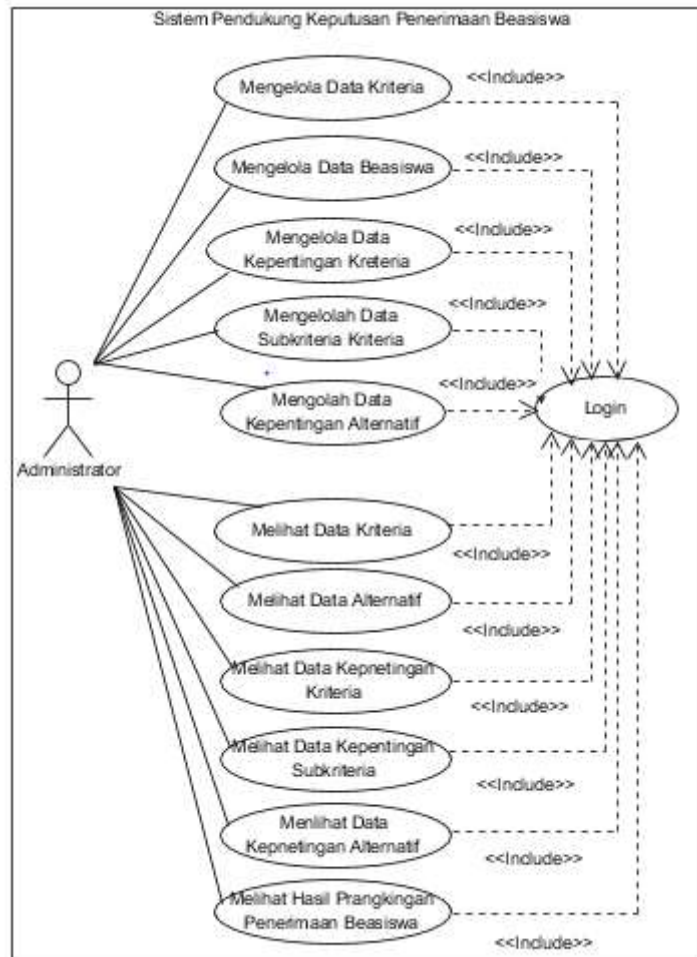 Sistem Pendukung Keputusan Penerimaan Beasiswa
Mengelola Data Kriteria
<<Include>>
Mengelola Data Beasiswa
<<Include>>
Mengelola Data
Kepentingan Kreteria
<<Include>>
Mengelolah Data
Subkriteria Kriteria
<<Include>>
Mengolah Data
Kepentingan Alternatif
<<Include>>
Login
Administrator
Melihat Data Kriteria
<<Include>>
Melihat Data Alternatif
<<Include>>
Melihat Data Kepnetingan
Kriteria
<<Include>>
Melihat Data Kepentingan
Subkriteria
<<Include>>
Menlihat Data
Kepnetingan Alternatif
<<Include>>
Melihat Hasil Prangkingan
Penerimaan Beasiswa
<<Include>>